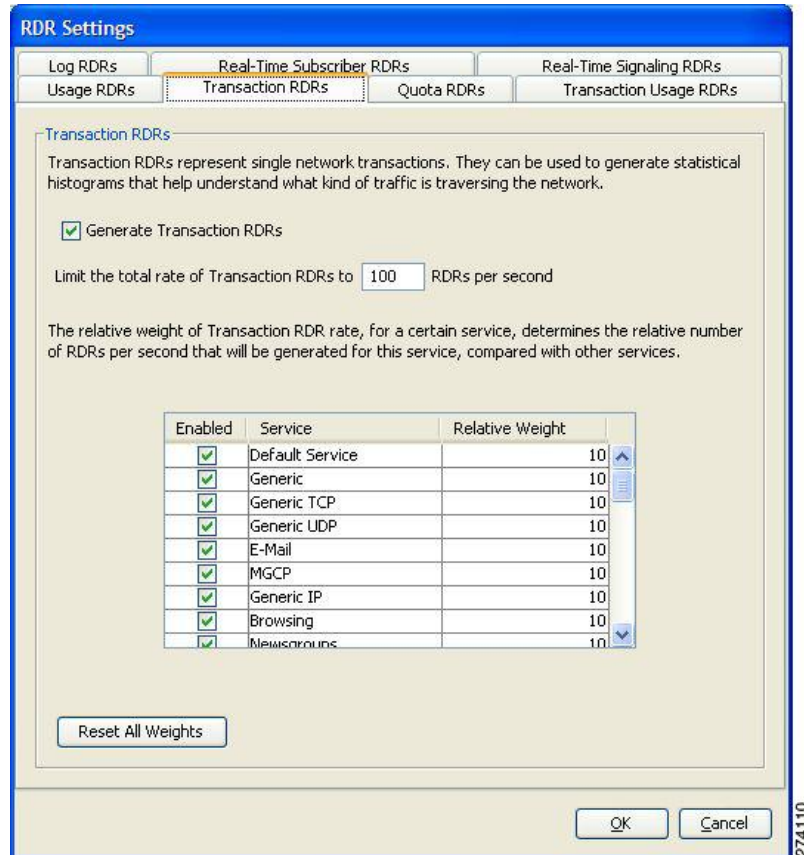 RDR Settings
Log RDRs Real-Time Subscriber RDRs Real-Time Signaling RDRs
Usage RDRs Transaction RDRs Quota RDRs Transaction Usage RDRs
Transaction RDRs
Transaction RDRs represent single network transactions. They can be used to generate statistical
histograms that help understand what kind of traffic is traversing the network.
Generate Transaction RDRs
Limit the total rate of Transaction RDRs to 100 RDRs per second
The relative weight of Transaction RDR rate, for a certain service, determines the relative number
of RDRs per second that will be generated for this service, compared with other services.
Enabled Service Relative Weight
Default Service 10
Generic 10
Generic TCP 10
Generic UDP 10
E-Mail 10
MGCP 10
Generic IP 10
Browsing 10
Newsgroups 10
Reset All Weights
OK Cancel
274110